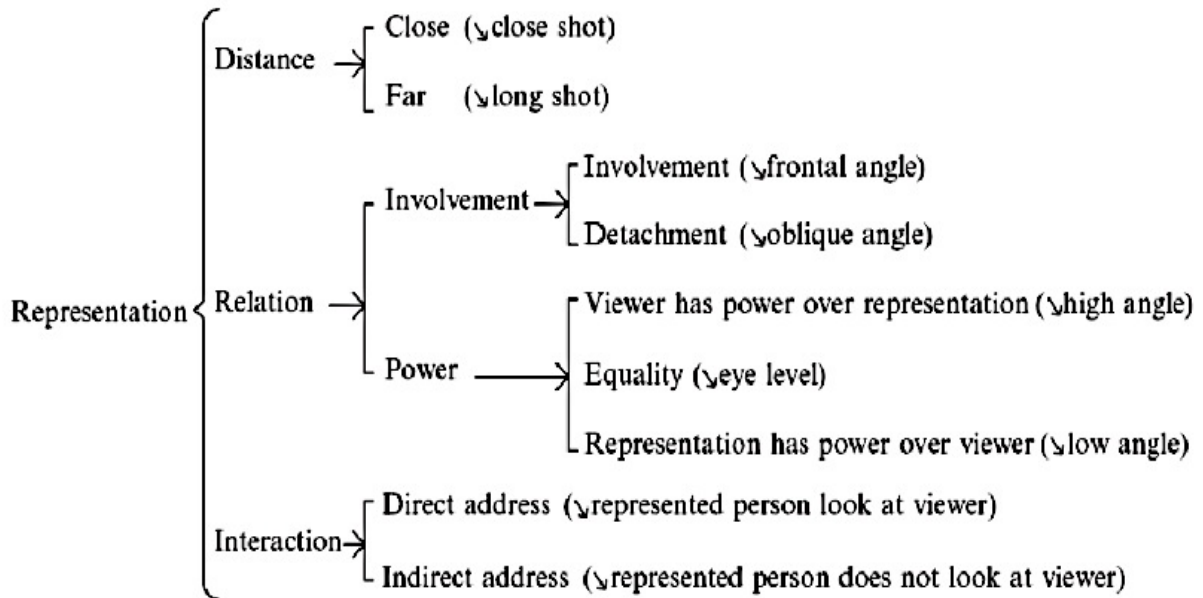 Close (↘close shot)
Distance
Far (↘long shot)
Involvement (↘frontal angle)
Involvement
Detachment (↘oblique angle)
Representation
Relation
Viewer has power over representation (↘high angle)
Power
Equality (↘eye level)
Representation has power over viewer (↘low angle)
Direct address (↘represented person look at viewer)
Interaction
Indirect address (↘represented person does not look at viewer)